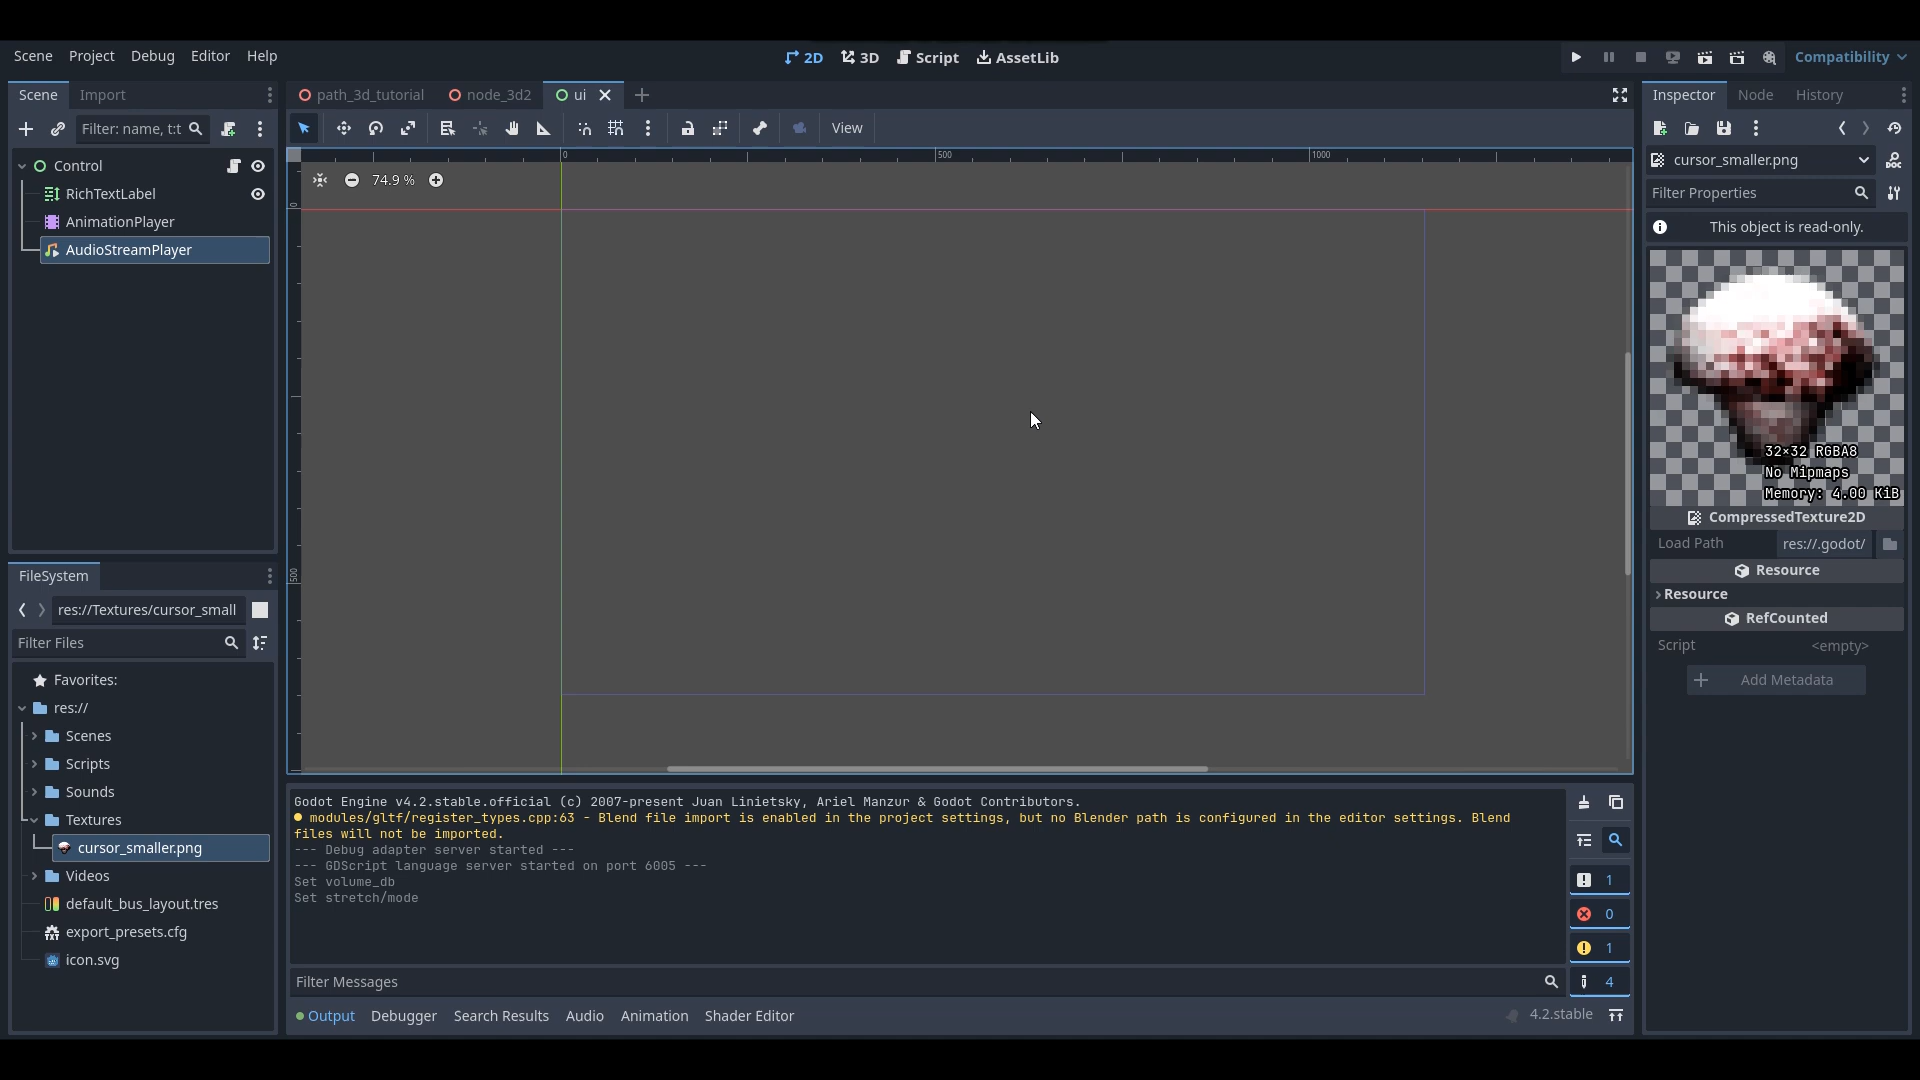 Scene Project Debug Editor Help
2D 3D Script AssetLib
Compatibility
Scene Import
path_3d_tutorial node_3d2 ui
Inspector Node History
Filter: name, t:t
View
Control
RichTextLabel
AnimationPlayer
AudioStreamPlayer
0 500 1000
0
500
74.9 %
cursor_smaller.png
Filter Properties
This object is read-only.
32×32 RGBA8
No Mipmaps
Memory: 4.00 KiB
CompressedTexture2D
Load Path res://.godot/
Resource
Resource
RefCounted
Script <empty>
Add Metadata
FileSystem
res://Textures/cursor_small
Filter Files
Favorites:
res://
Scenes
Scripts
Sounds
Textures
cursor_smaller.png
Videos
default_bus_layout.tres
export_presets.cfg
icon.svg
Godot Engine v4.2.stable.official (c) 2007-present Juan Linietsky, Ariel Manzur & Godot Contributors.
modules/gltf/register_types.cpp:63 - Blend file import is enabled in the project settings, but no Blender path is configured in the editor settings. Blend
files will not be imported.
--- Debug adapter server started ---
--- GDScript language server started on port 6005 ---
Set volume_db
Set stretch/mode
1
0
1
4
Filter Messages
Output Debugger Search Results Audio Animation Shader Editor
4.2.stable